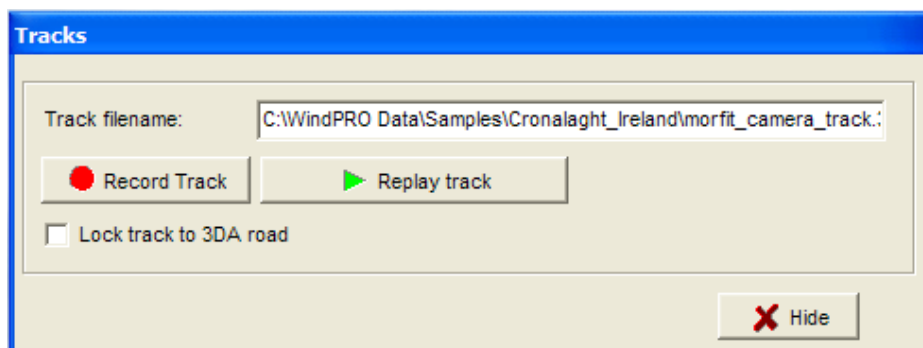 Tracks
Track filename: C:\WindPRO Data\Samples\Cronalaght_Ireland\morfit_camera_track.
Record Track Replay track
Lock track to 3DA road
Hide